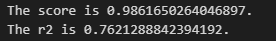 The score is 0.9861650264046897.
The r2 is 0.7621288842394192.